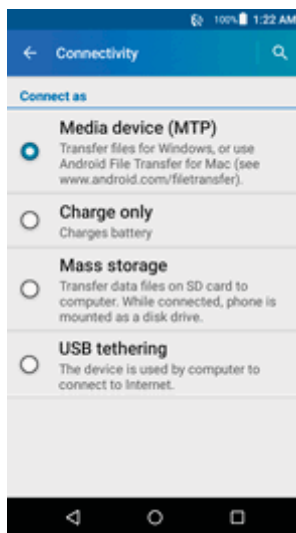 100% 1:22 AM
Connectivity
Connect as
Media device (MTP)
Transfer files for Windows, or use
Android File Transfer for Mac (see
www.android.com/filetransfer).
Charge only
Charges battery
Mass storage
Transfer data files on SD card to
computer. While connected, phone is
mounted as a disk drive.
USB tethering
The device is used by computer to
connect to Internet.